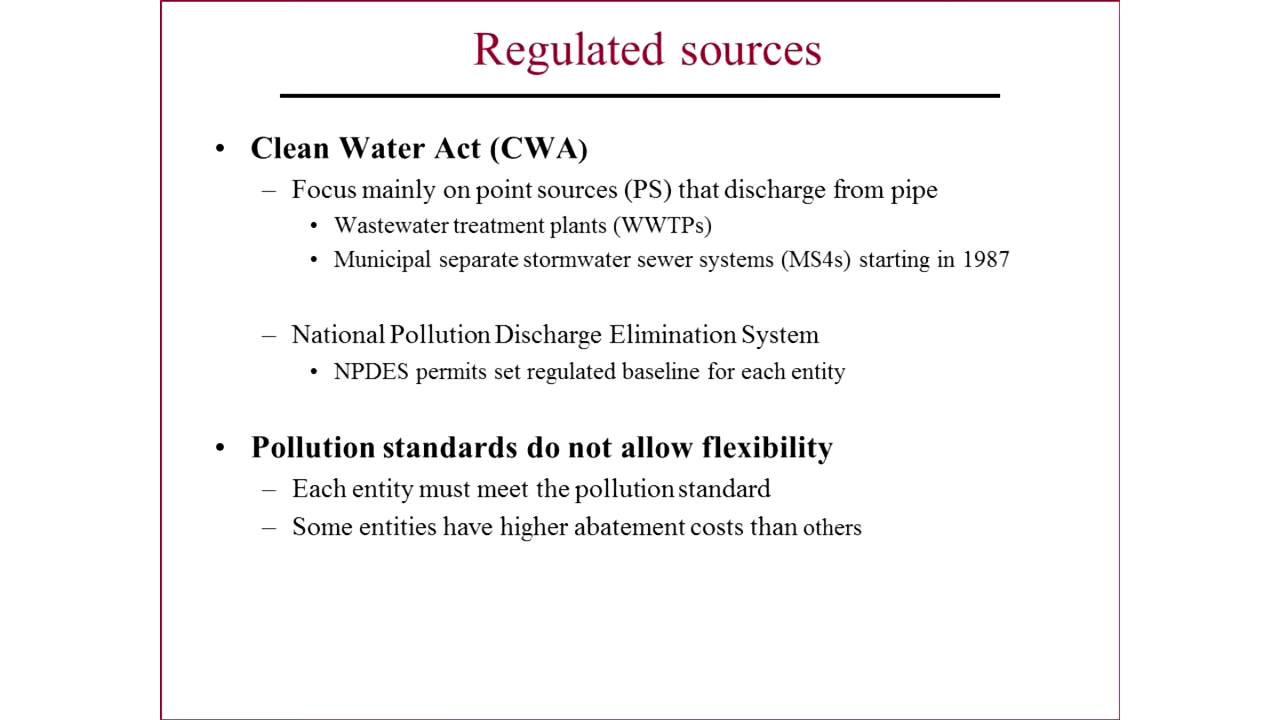 Regulated sources
• Clean Water Act (CWA)
– Focus mainly on point sources (PS) that discharge from pipe
• Wastewater treatment plants (WWTPs)
• Municipal separate stormwater sewer systems (MS4s) starting in 1987
– National Pollution Discharge Elimination System
• NPDES permits set regulated baseline for each entity
• Pollution standards do not allow flexibility
– Each entity must meet the pollution standard
– Some entities have higher abatement costs than others